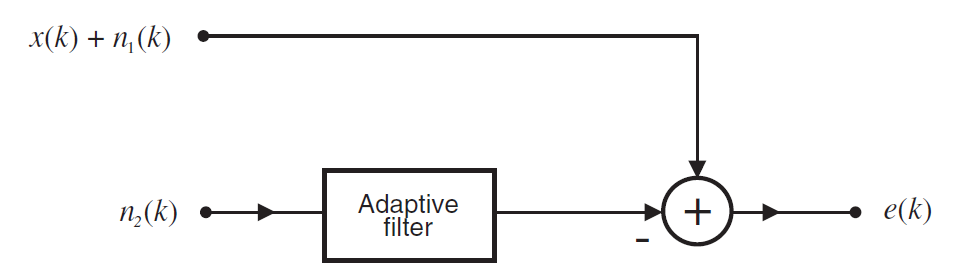 x(k) + n₁(k)
n₂(k)
Adaptive
filter
+
-
e(k)